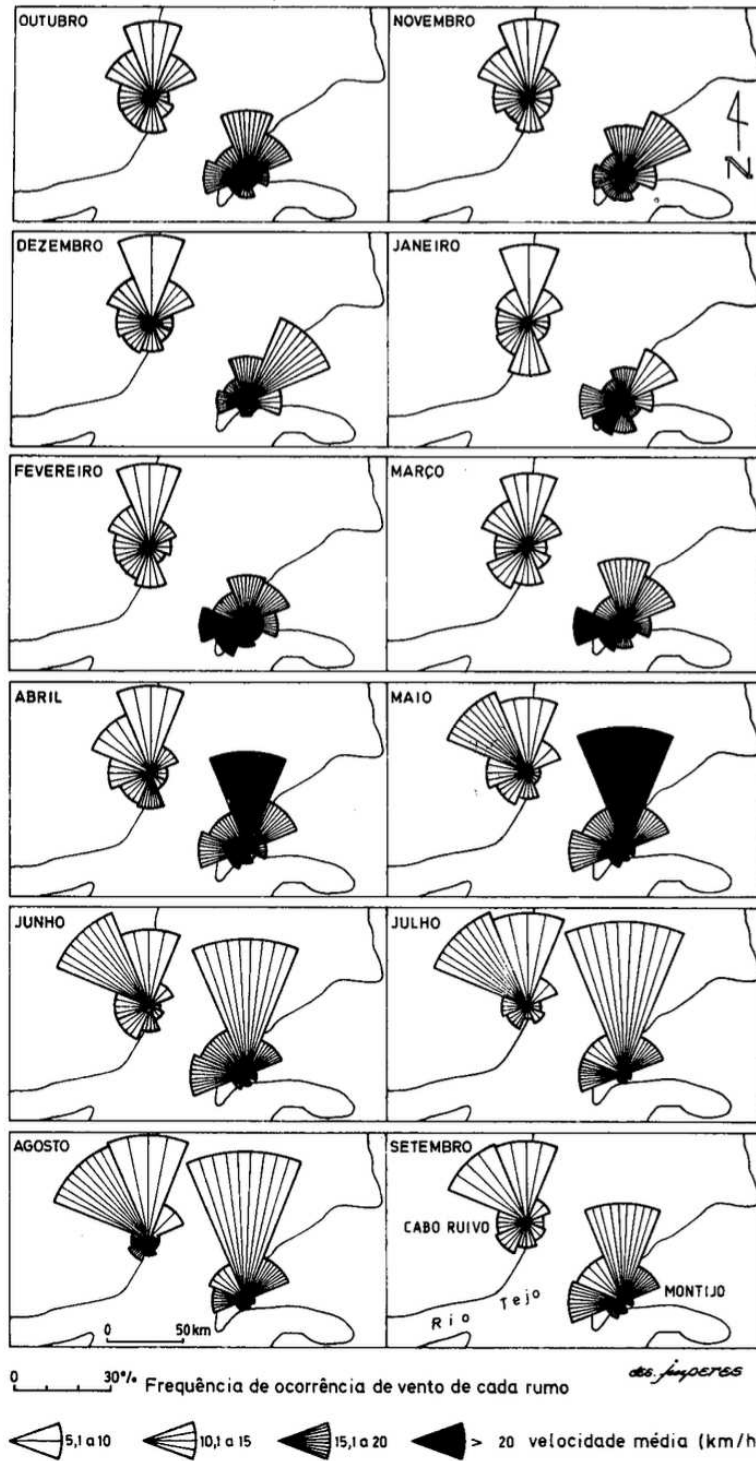 OUTUBRO
NOVEMBRO
N
DEZEMBRO
JANEIRO
FEVEREIRO
MARÇO
ABRIL
MAIO
JUNHO
JULHO
AGOSTO
SETEMBRO
CABO RUIVO
MONTIJO
Rio Tejo
0 50 km
0 30% Frequência de ocorrência de vento de cada rumo
5,1 a 10 10,1 a 15 15,1 a 20 > 20 velocidade média (km/h